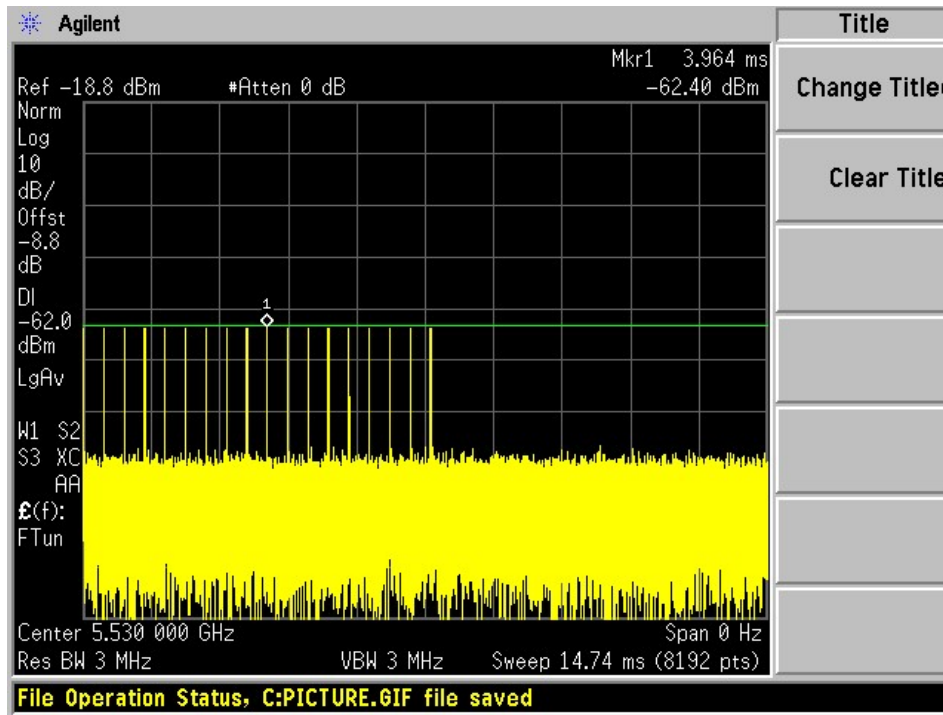 Agilent
Title
Mkr1 3.964 ms
Ref -18.8 dBm #Atten 0 dB -62.40 dBm
Change Title
Norm
Log
10
dB/
Clear Title
Offst
-8.8
dB
DI
-62.0
dBm
1
LgAv
W1 S2
S3 XC
AA
£(f):
FTun
Center 5.530 000 GHz Span 0 Hz
Res BW 3 MHz VBW 3 MHz Sweep 14.74 ms (8192 pts)
File Operation Status, C:PICTURE.GIF file saved